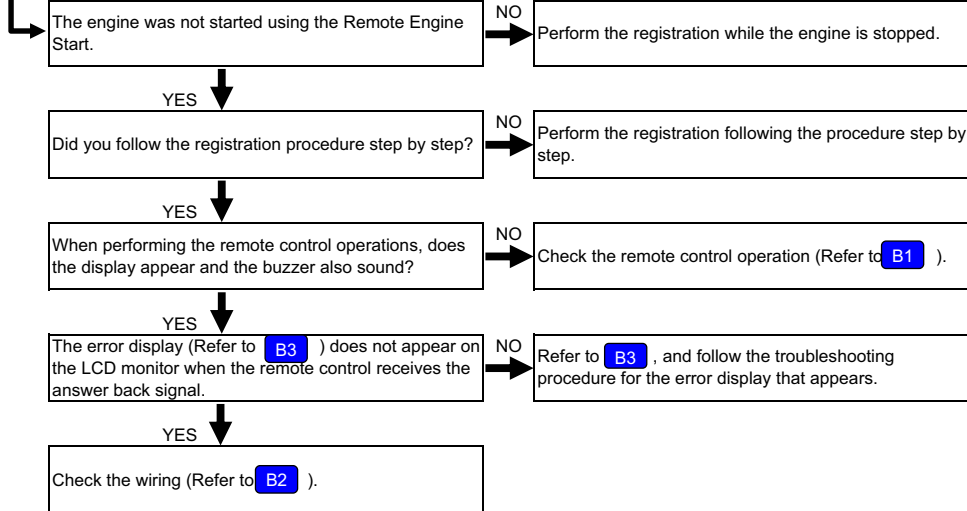 The engine was not started using the Remote Engine
Start.
NO
Perform the registration while the engine is stopped.
YES
Did you follow the registration procedure step by step?
NO
Perform the registration following the procedure step by
step.
YES
When performing the remote control operations, does
the display appear and the buzzer also sound?
NO
Check the remote control operation (Refer to B1 ).
YES
The error display (Refer to B3 ) does not appear on
the LCD monitor when the remote control receives the
answer back signal.
NO
Refer to B3 , and follow the troubleshooting
procedure for the error display that appears.
YES
Check the wiring (Refer to B2 ).